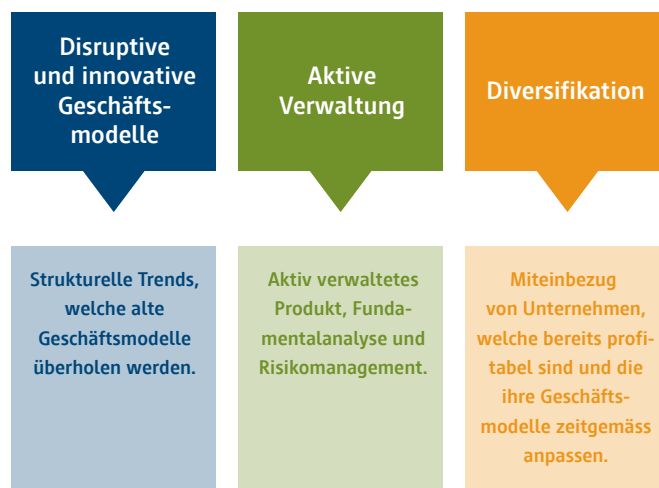 Disruptive
und innovative
Geschäfts-
modelle
Aktive
Verwaltung
Diversifikation
Strukturelle Trends,
welche alte
Geschäftsmodelle
überholen werden.
Aktiv verwaltetes
Produkt, Funda-
mentalanalyse und
Risikomanagement.
Miteinbezug
von Unternehmen,
welche bereits profi-
tabel sind und die
ihre Geschäfts-
modelle zeitgemäss
anpassen.